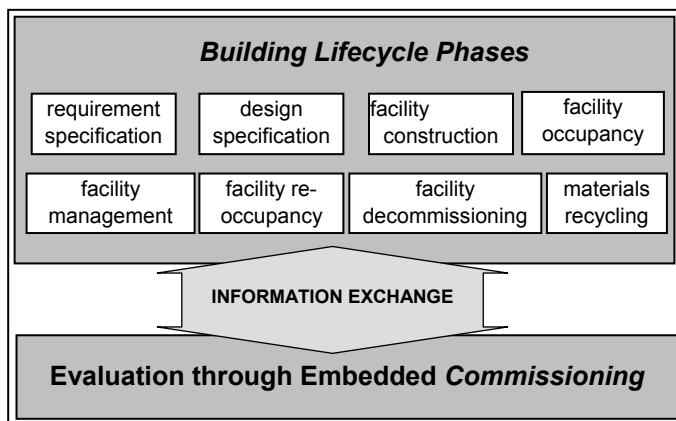 Building Lifecycle Phases
requirement
specification
design
specification
facility
construction
facility
occupancy
facility
management
facility re-
occupancy
facility
decommissioning
materials
recycling
INFORMATION EXCHANGE
Evaluation through Embedded Commissioning